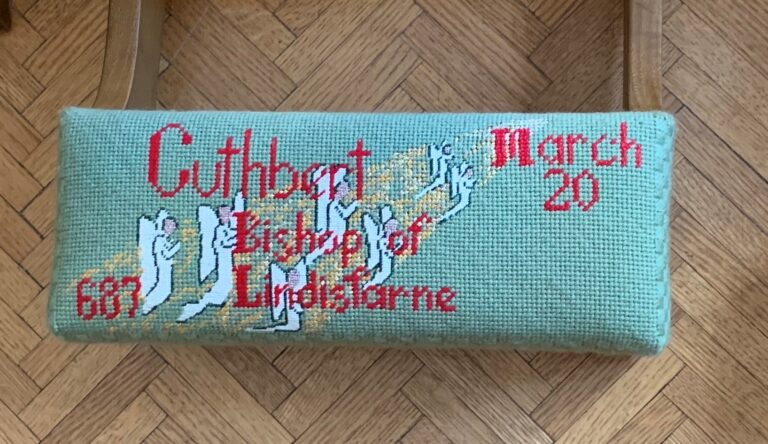 Cuthbert
March
20
Bishop of
Lindisfarne
687